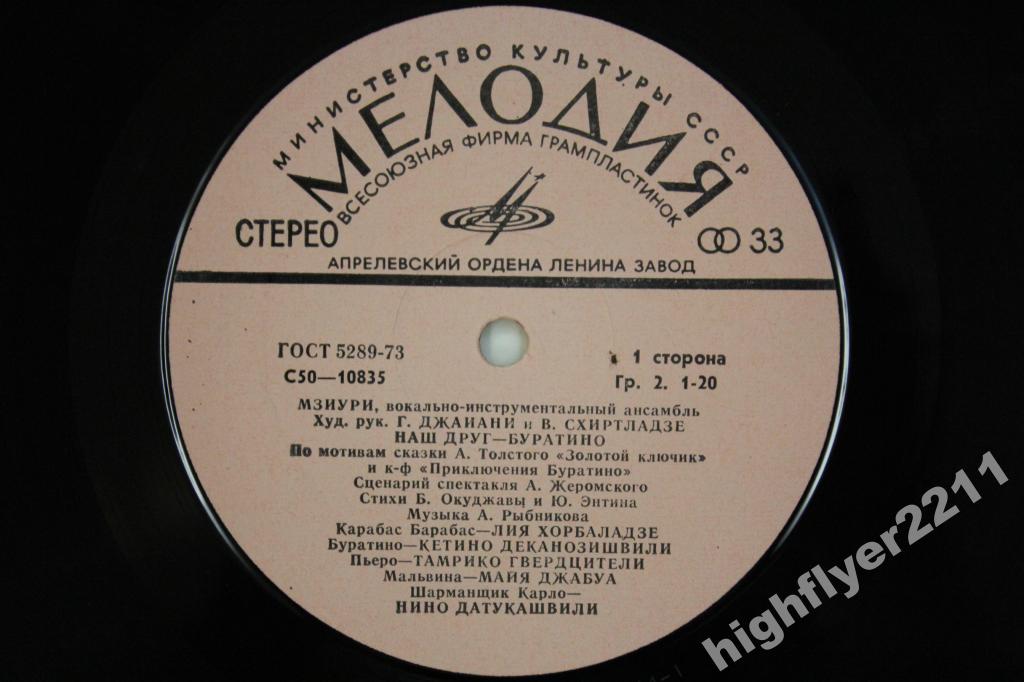 МИНИСТЕРСТВО КУЛЬТУРЫ СССР
МЕЛОДИЯ
ВСЕСОЮЗНАЯ ФИРМА ГРАМПЛАСТИНОК
СТЕРЕО
33
АПРЕЛЕВСКИЙ ОРДЕНА ЛЕНИНА ЗАВОД
ГОСТ 5289-73
1 сторона
С50—10835
Гр. 2. 1-20
МЗИУРИ, вокально-инструментальный ансамбль
Худ. рук. Г. ДЖАИАНИ и В. СХИРТЛАДЗЕ
НАШ ДРУГ—БУРАТИНО
По мотивам сказки А. Толстого «Золотой ключик»
и к-ф «Приключения Буратино»
Сценарий спектакля А. Жеромского
Стихи Б. Окуджавы и Ю. Энтина
Музыка А. Рыбникова
Карабас Барабас—ЛИЯ ХОРБАЛАДЗЕ
Буратино—КЕТИНО ДЕКАНОЗИШВИЛИ
Пьеро—ТАМРИКО ГВЕРДЦИТЕЛИ
Мальвина—МАЙЯ ДЖАБУА
Шарманщик Карло—
НИНО ДАТУКАШВИЛИ
highflyer2211